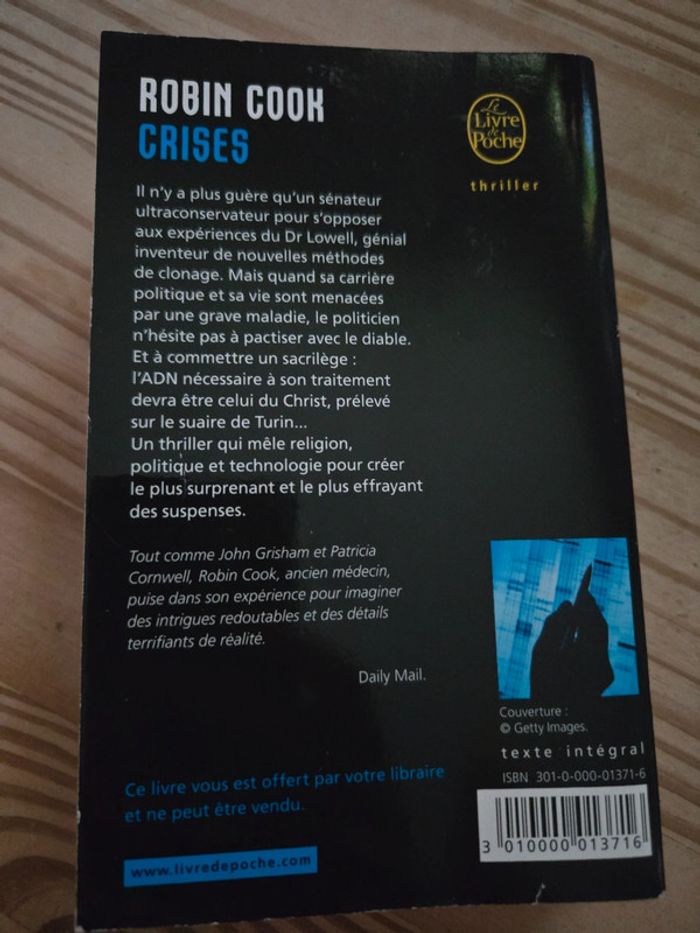 ROBIN COOK
CRISES
Le
Livre
de
Poche
thriller
Il n'y a plus guère qu'un sénateur
ultraconservateur pour s'opposer
aux expériences du Dr Lowell, génial
inventeur de nouvelles méthodes
de clonage. Mais quand sa carrière
politique et sa vie sont menacées
par une grave maladie, le politicien
n'hésite pas à pactiser avec le diable.
Et à commettre un sacrilège :
l'ADN nécessaire à son traitement
devra être celui du Christ, prélevé
sur le suaire de Turin...
Un thriller qui mêle religion,
politique et technologie pour créer
le plus surprenant et le plus effrayant
des suspenses.
Tout comme John Grisham et Patricia
Cornwell, Robin Cook, ancien médecin,
puise dans son expérience pour imaginer
des intrigues redoutables et des détails
terrifiants de réalité.
Daily Mail.
Couverture :
© Getty Images.
texte intégral
ISBN 301-0-000-01371-6
3 010000 013716
Ce livre vous est offert par votre libraire
et ne peut être vendu.
www.livredepoche.com